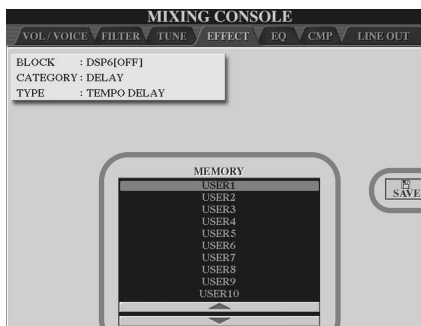 MIXING CONSOLE
VOL / VOICE FILTER TUNE EFFECT EQ CMP LINE OUT
BLOCK : DSP6[OFF]
CATEGORY : DELAY
TYPE : TEMPO DELAY
MEMORY
USER1
USER2
USER3
USER4
USER5
USER6
USER7
USER8
USER9
USER10
SAVE